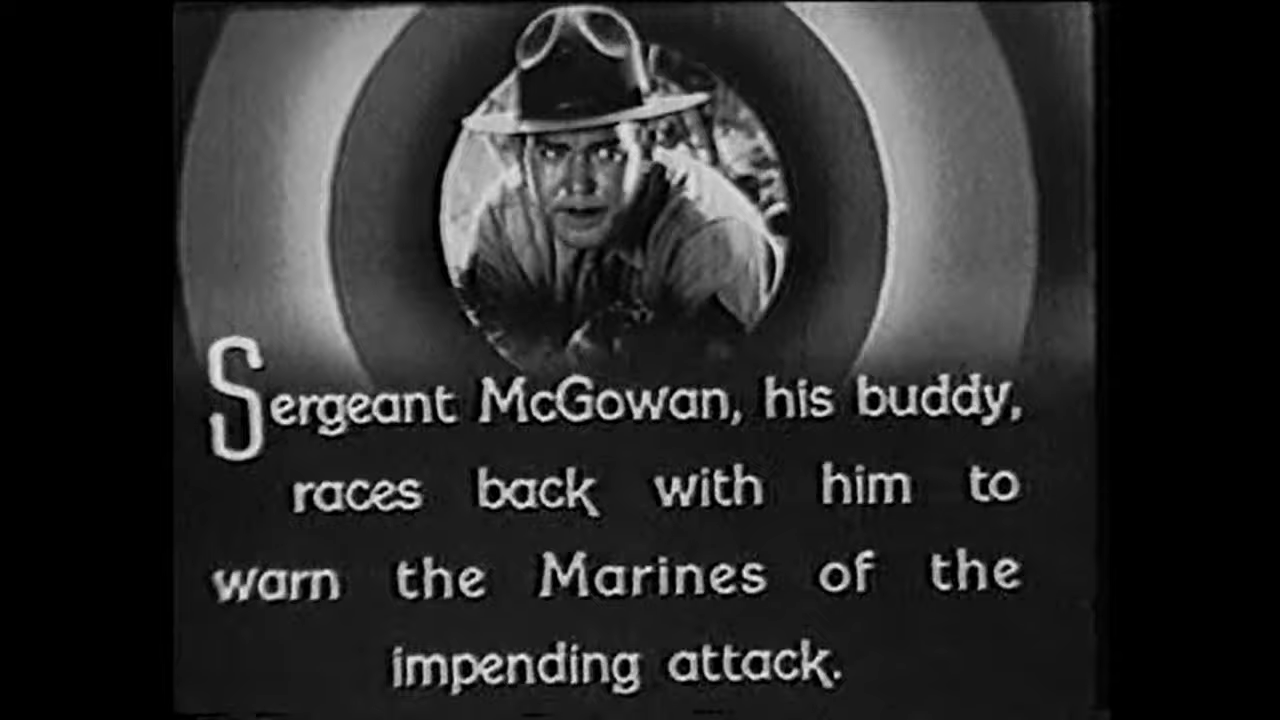 Sergeant McGowan, his buddy,
races back with him to
warn the Marines of the
impending attack.